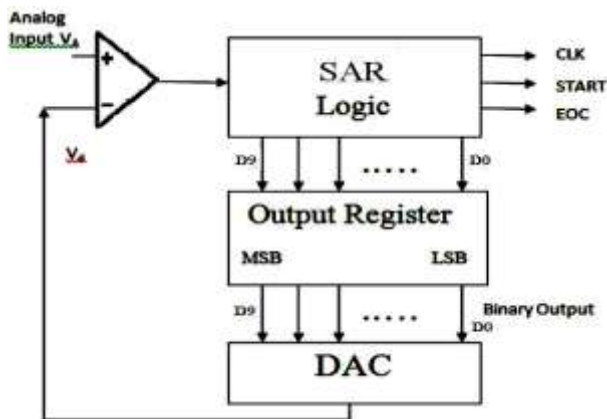 Analog
Input VA
+
−
SAR
Logic
CLK
START
EOC
Vd
D9
.....
D0
Output Register
MSB
LSB
D9
.....
D0
Binary Output
DAC